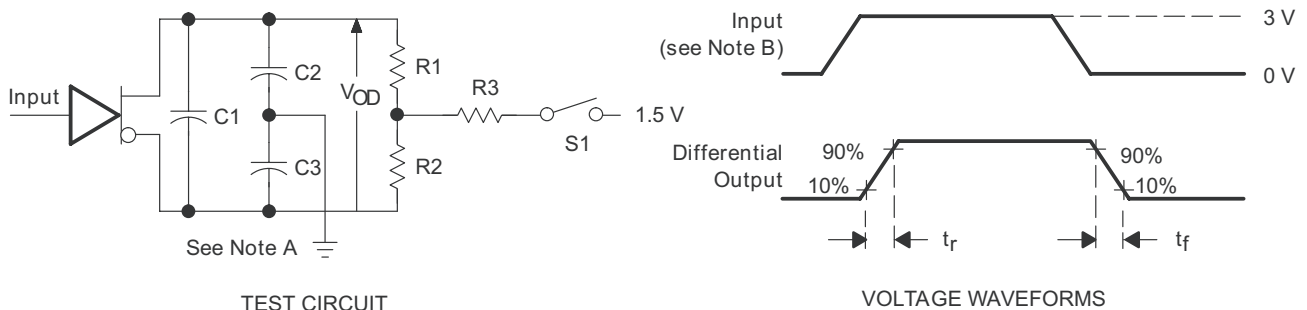 Input
C1
C2
C3
See Note A
VOD
R1
R2
R3
S1
1.5 V
TEST CIRCUIT
Input
(see Note B)
3 V
0 V
Differential
Output
90%
10%
90%
10%
tr
tf
VOLTAGE WAVEFORMS